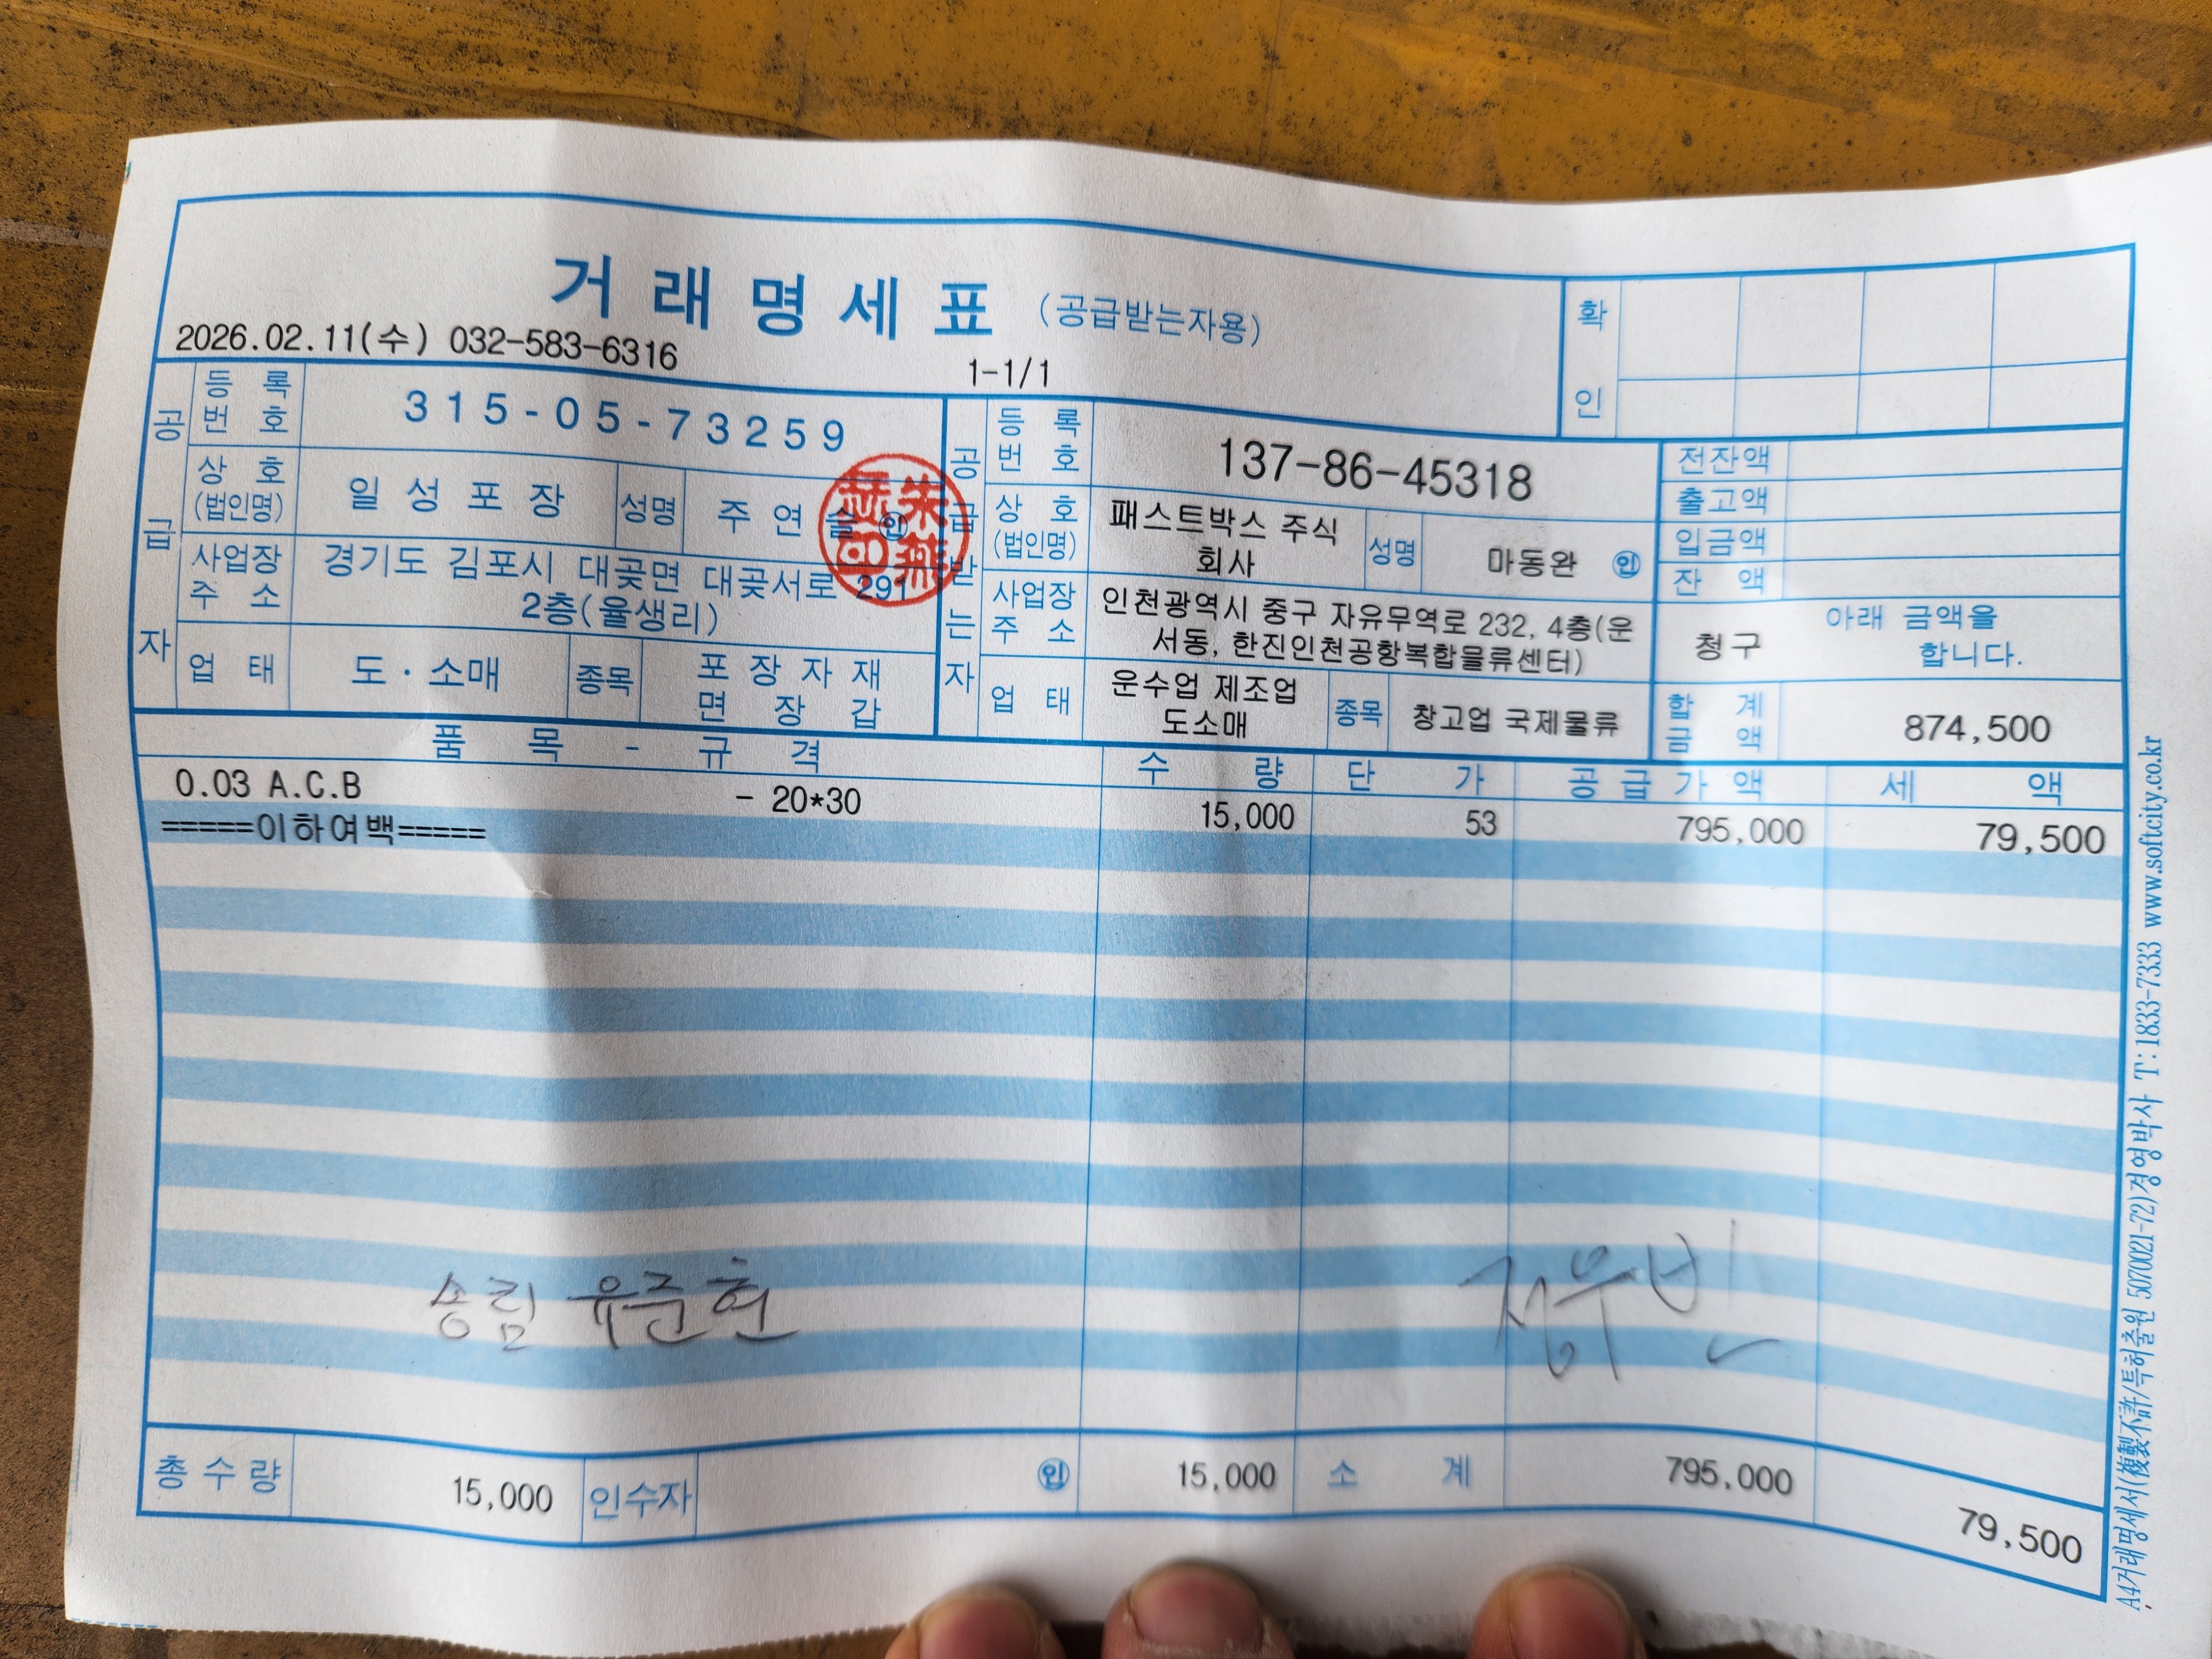 거래명세표 (공급받는자용)
2026.02.11(수) 032-583-6316
1-1/1
확인
공급자
등록번호 315-05-73259
상호(법인명) 일성포장 성명 주연술 인
사업장주소 경기도 김포시 대곶면 대곶서로 291
2층(율생리)
업태 도·소매 종목 포장자재
면장갑
공급받는자
등록번호 137-86-45318
상호(법인명) 패스트박스 주식
회사 성명 마동완 인
사업장주소 인천광역시 중구 자유무역로 232, 4층(운
서동, 한진인천공항복합물류센터)
업태 운수업 제조업
도소매 종목 창고업 국제물류
전잔액
출고액
입금액
잔액
아래 금액을
청구 합니다.
합계금액 874,500
품목 - 규격 수량 단가 공급가액 세액
0.03 A.C.B - 20*30 15,000 53 795,000 79,500
=====이하여백=====
송림 유준현
정우빈
총수량 15,000 인수자 인 15,000 소계 795,000 79,500
A4거래명세서(複製不許/특허출원 5070021-72)경영박사 T: 1833-7333 www.softcity.co.kr